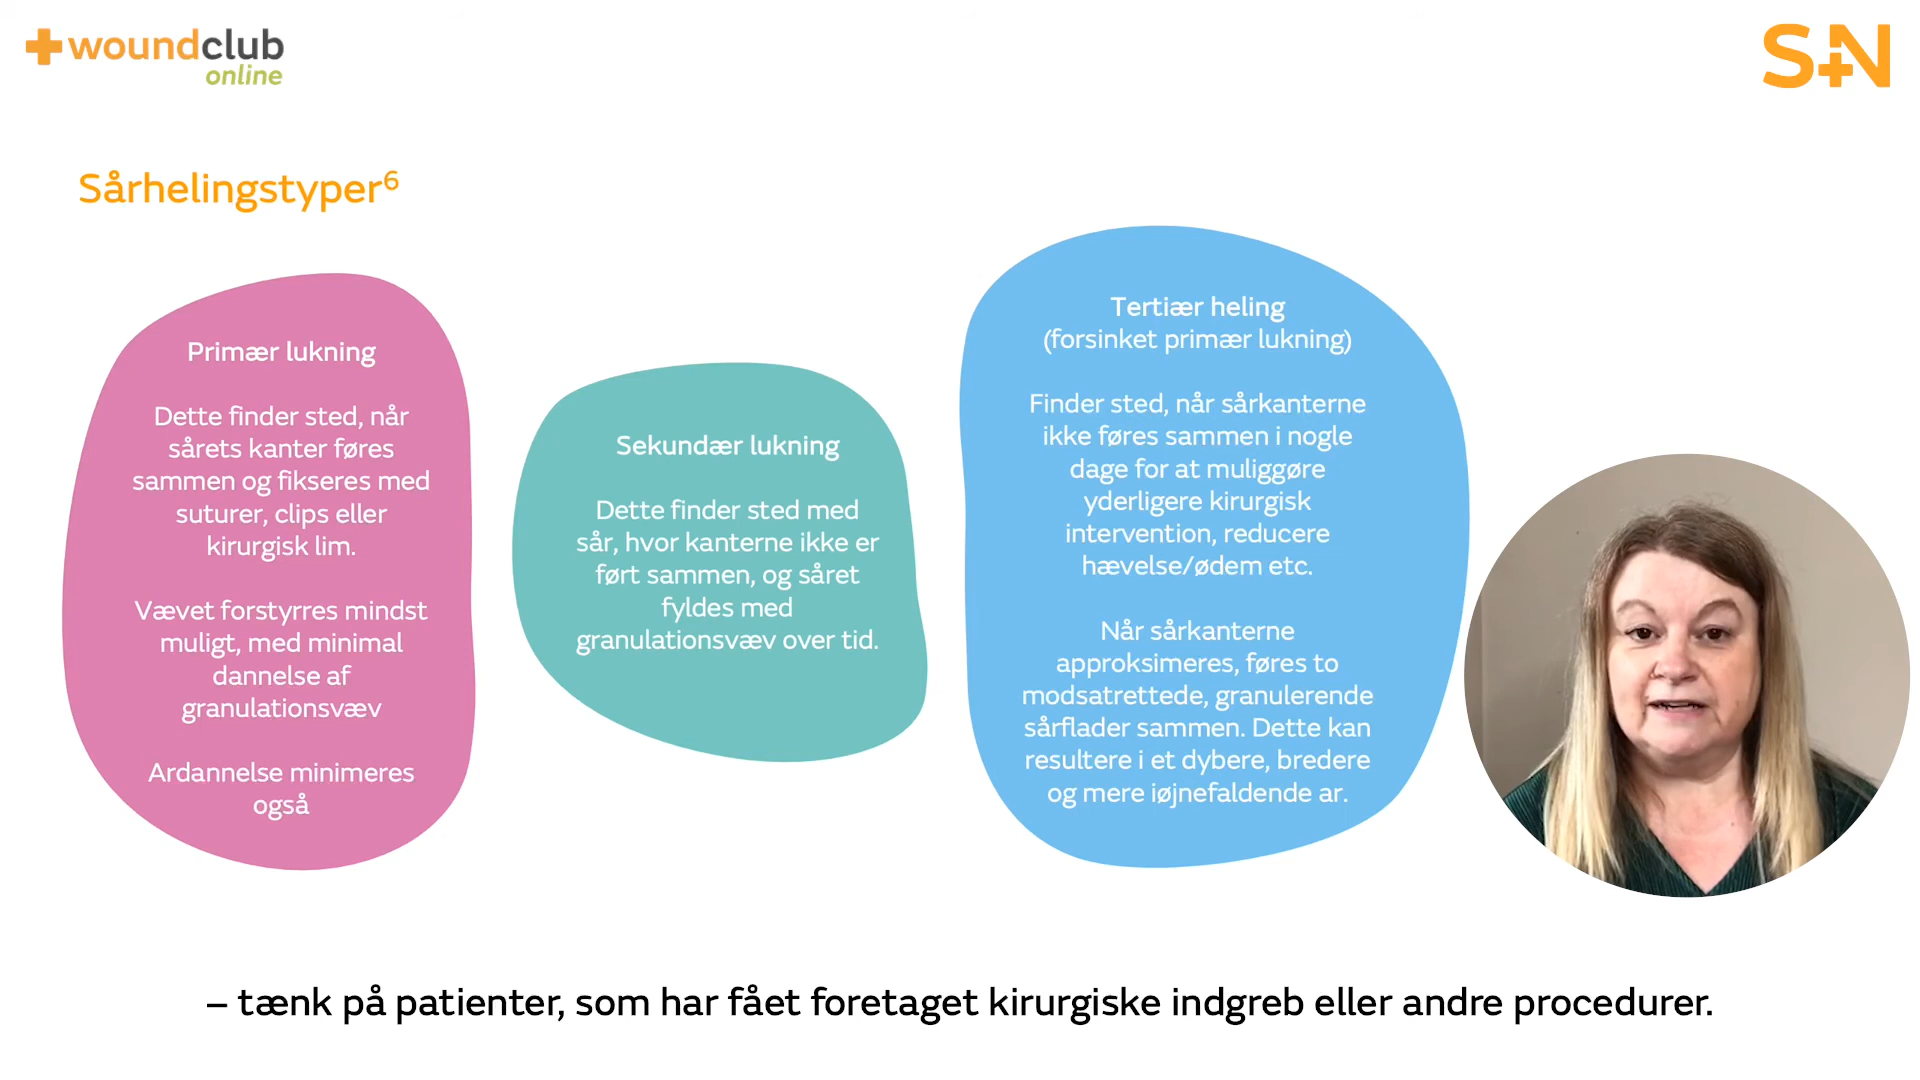 woundclub
online
S+N
Sårhelingstyper⁶
Primær lukning
Dette finder sted, når
sårets kanter føres
sammen og fikseres med
suturer, clips eller
kirurgisk lim.
Vævet forstyrres mindst
muligt, med minimal
dannelse af
granulationsvæv
Ardannelse minimeres
også
Sekundær lukning
Dette finder sted med
sår, hvor kanterne ikke er
ført sammen, og såret
fyldes med
granulationsvæv over tid.
Tertiær heling
(forsinket primær lukning)
Finder sted, når sårkanterne
ikke føres sammen i nogle
dage for at muliggøre
yderligere kirurgisk
intervention, reducere
hævelse/ødem etc.
Når sårkanterne
approksimeres, føres to
modsatrettede, granulerende
sårflader sammen. Dette kan
resultere i et dybere, bredere
og mere iøjnefaldende ar.
– tænk på patienter, som har fået foretaget kirurgiske indgreb eller andre procedurer.